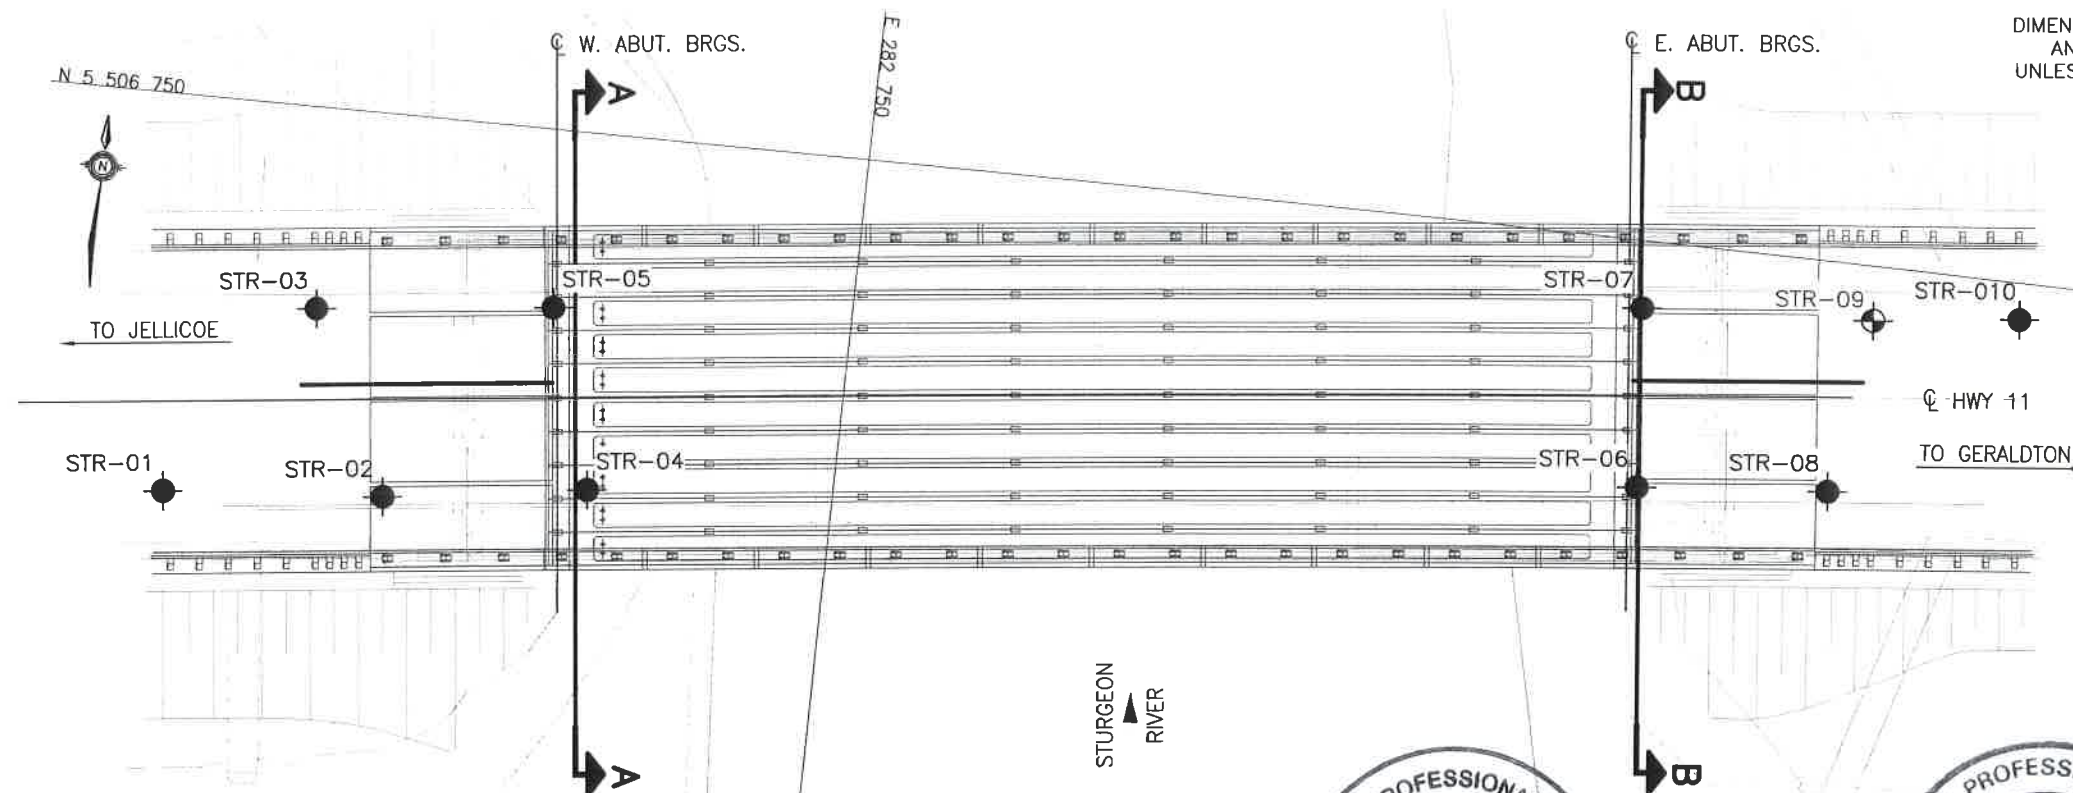 ℄ W. ABUT. BRGS.
℄ E. ABUT. BRGS.
DIMEN
AN
UNLES
N 5 506 750
E 282 750
A
B
N
STR-03
STR-05
STR-07
STR-09
STR-010
TO JELLICOE
℄ HWY 11
STR-01
STR-02
STR-04
STR-06
STR-08
TO GERALDTON
STURGEON
RIVER
A
B
OFESSIONA
PROFESS